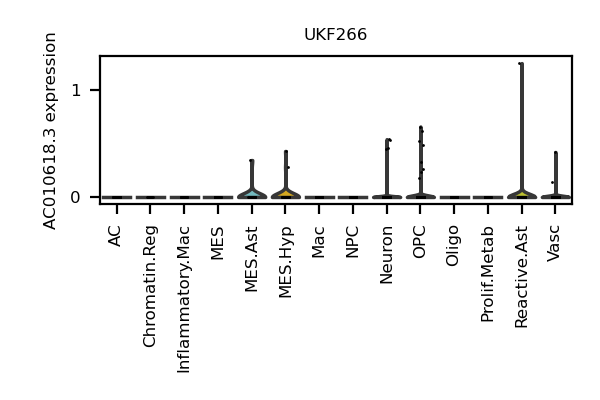 UKF266
AC010618.3 expression
1
0
AC
Chromatin.Reg
Inflammatory.Mac
MES
MES.Ast
MES.Hyp
Mac
NPC
Neuron
OPC
Oligo
Prolif.Metab
Reactive.Ast
Vasc